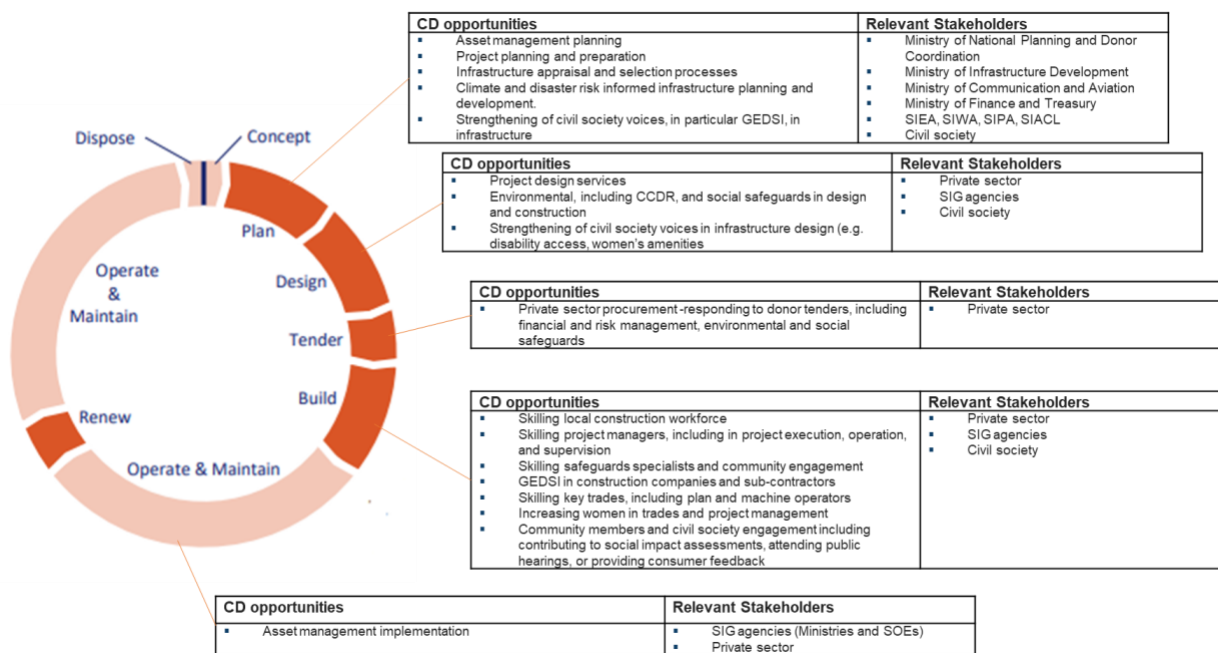 CD opportunities
Relevant Stakeholders
▪ Asset management planning
▪ Project planning and preparation
▪ Infrastructure appraisal and selection processes
▪ Climate and disaster risk informed infrastructure planning and
development.
▪ Strengthening of civil society voices, in particular GEDSI, in
infrastructure
▪ Ministry of National Planning and Donor
Coordination
▪ Ministry of Infrastructure Development
▪ Ministry of Communication and Aviation
▪ Ministry of Finance and Treasury
▪ SIEA, SIWA, SIPA, SIACL
▪ Civil society
Dispose
Concept
Plan
Design
Tender
Build
Operate & Maintain
Renew
Operate
&
Maintain
CD opportunities
Relevant Stakeholders
▪ Project design services
▪ Environmental, including CCDR, and social safeguards in design
and construction
▪ Strengthening of civil society voices in infrastructure design (e.g.
disability access, women's amenities
▪ Private sector
▪ SIG agencies
▪ Civil society
CD opportunities
Relevant Stakeholders
▪ Private sector procurement -responding to donor tenders, including
financial and risk management, environmental and social
safeguards
▪ Private sector
CD opportunities
Relevant Stakeholders
▪ Skilling local construction workforce
▪ Skilling project managers, including in project execution, operation,
and supervision
▪ Skilling safeguards specialists and community engagement
▪ GEDSI in construction companies and sub-contractors
▪ Skilling key trades, including plan and machine operators
▪ Increasing women in trades and project management
▪ Community members and civil society engagement including
contributing to social impact assessments, attending public
hearings, or providing consumer feedback
▪ Private sector
▪ SIG agencies
▪ Civil society
CD opportunities
Relevant Stakeholders
▪ Asset management implementation
▪ SIG agencies (Ministries and SOEs)
▪ Private sector